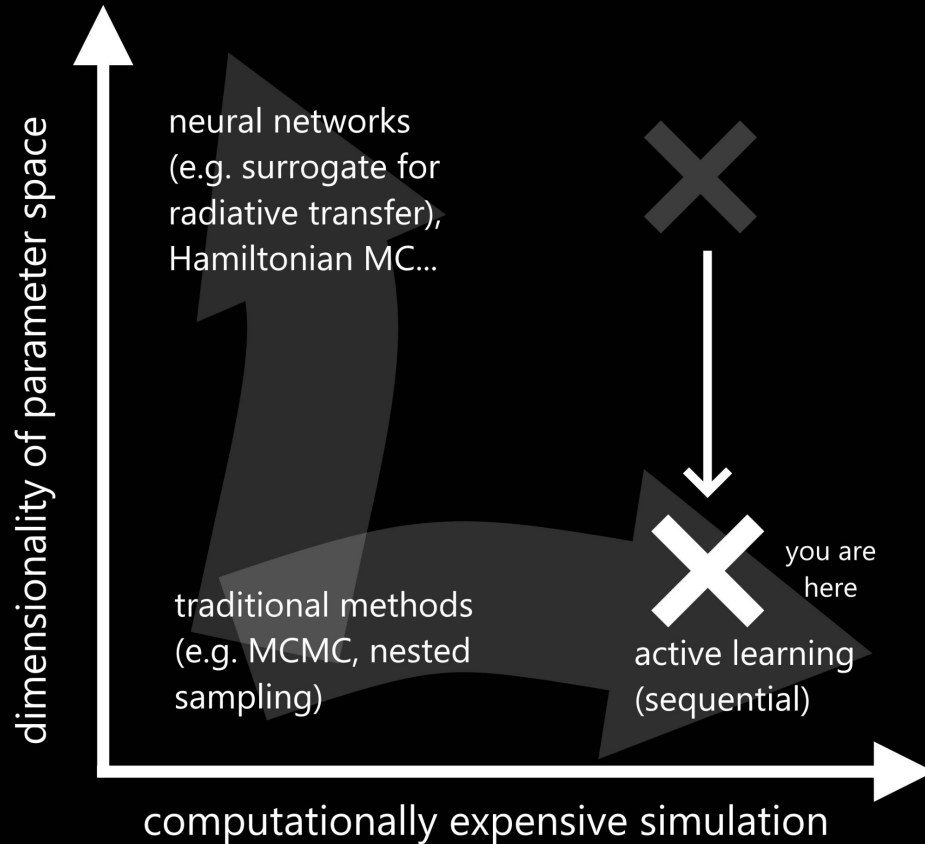 dimensionality of parameter space
neural networks
(e.g. surrogate for
radiative transfer),
Hamiltonian MC...
you are
here
traditional methods
(e.g. MCMC, nested
sampling)
active learning
(sequential)
computationally expensive simulation